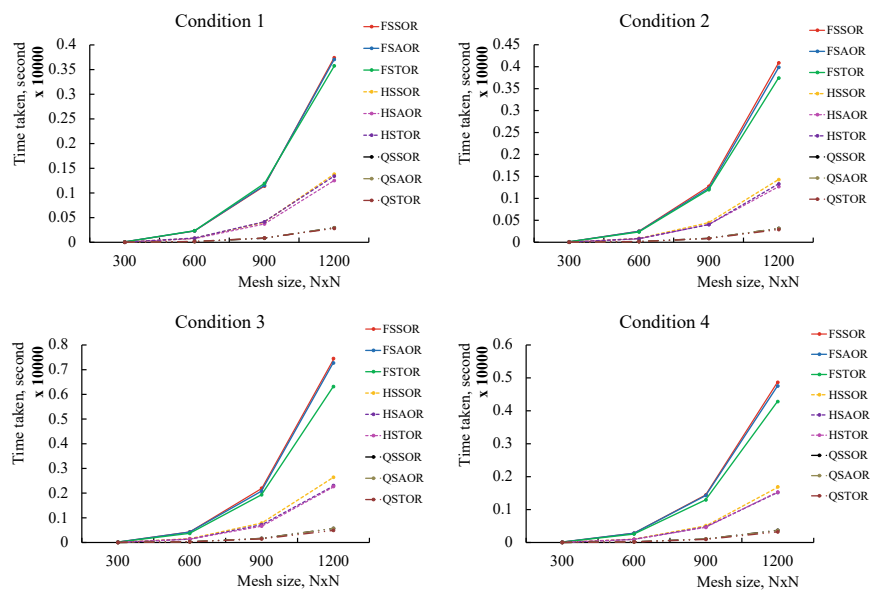 Condition 1
Time taken, second
x 10000
0.4
0.35
0.3
0.25
0.2
0.15
0.1
0.05
0
300
600
900
1200
Mesh size, NxN
FSSOR
FSAOR
FSTOR
HSSOR
HSAOR
HSTOR
QSSOR
QSAOR
QSTOR
Condition 2
Time taken, second
x 10000
0.45
0.4
0.35
0.3
0.25
0.2
0.15
0.1
0.05
0
300
600
900
1200
Mesh size, NxN
FSSOR
FSAOR
FSTOR
HSSOR
HSAOR
HSTOR
QSSOR
QSAOR
QSTOR
Condition 3
Time taken, second
x 10000
0.8
0.7
0.6
0.5
0.4
0.3
0.2
0.1
0
300
600
900
1200
Mesh size, NxN
FSSOR
FSAOR
FSTOR
HSSOR
HSAOR
HSTOR
QSSOR
QSAOR
QSTOR
Condition 4
Time taken, second
x 10000
0.6
0.5
0.4
0.3
0.2
0.1
0
300
600
900
1200
Mesh size, NxN
FSSOR
FSAOR
FSTOR
HSSOR
HSAOR
HSTOR
QSSOR
QSAOR
QSTOR